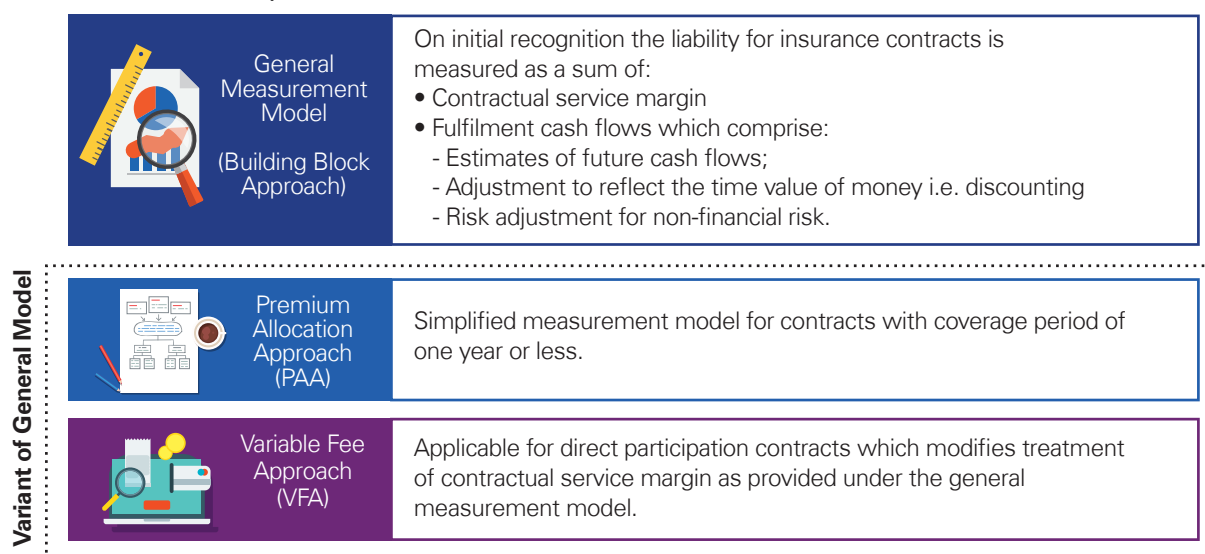 General
Measurement
Model
(Building Block
Approach)
On initial recognition the liability for insurance contracts is
measured as a sum of:
• Contractual service margin
• Fulfilment cash flows which comprise:
- Estimates of future cash flows;
- Adjustment to reflect the time value of money i.e. discounting
- Risk adjustment for non-financial risk.
Variant of General Model
Premium
Allocation
Approach
(PAA)
Simplified measurement model for contracts with coverage period of
one year or less.
Variable Fee
Approach
(VFA)
Applicable for direct participation contracts which modifies treatment
of contractual service margin as provided under the general
measurement model.